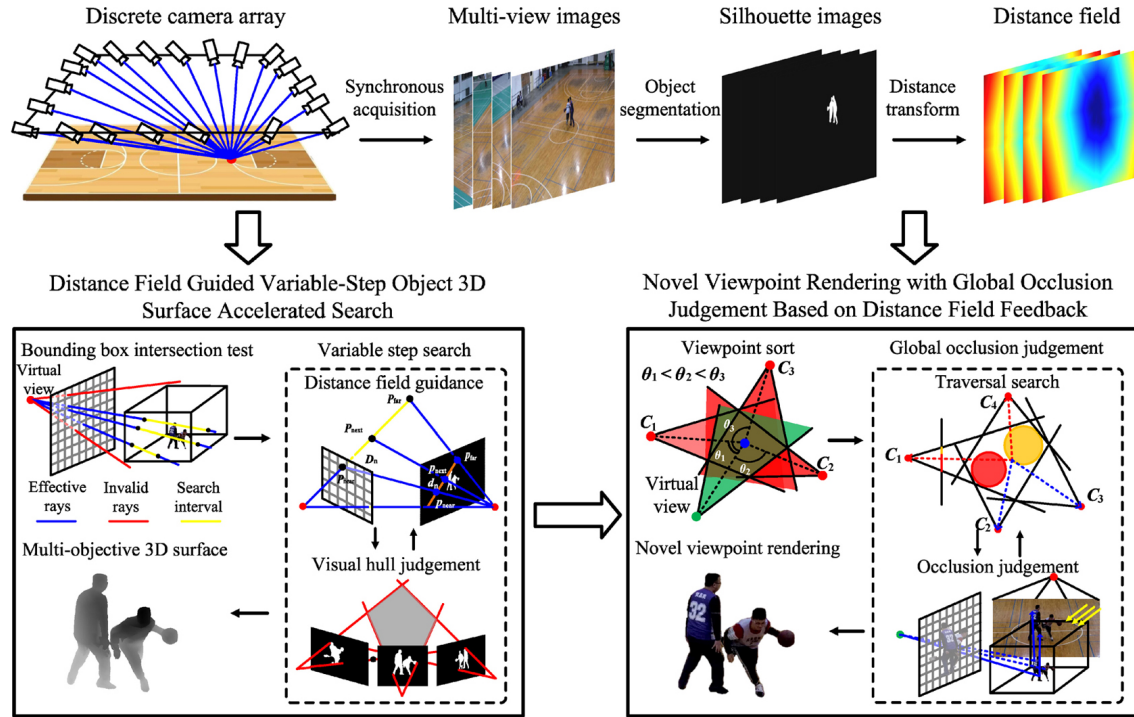 Discrete camera array
Multi-view images
Silhouette images
Distance field
Synchronous
acquisition
Object
segmentation
Distance
transform
Distance Field Guided Variable-Step Object 3D
Surface Accelerated Search
Bounding box intersection test
Virtual
view
Effective
rays
Invalid
rays
Search
interval
Multi-objective 3D surface
Variable step search
Distance field guidance
Pfar
Pnext
Dn
Pnear
pfar
pnext
dn
pnear
Visual hull judgement
Novel Viewpoint Rendering with Global Occlusion
Judgement Based on Distance Field Feedback
Viewpoint sort
θ1 < θ2 < θ3
C3
C1
θ3
θ1
θ2
C2
Virtual
view
Novel viewpoint rendering
32
Global occlusion judgement
Traversal search
C4
C1
C3
C2
Occlusion judgement